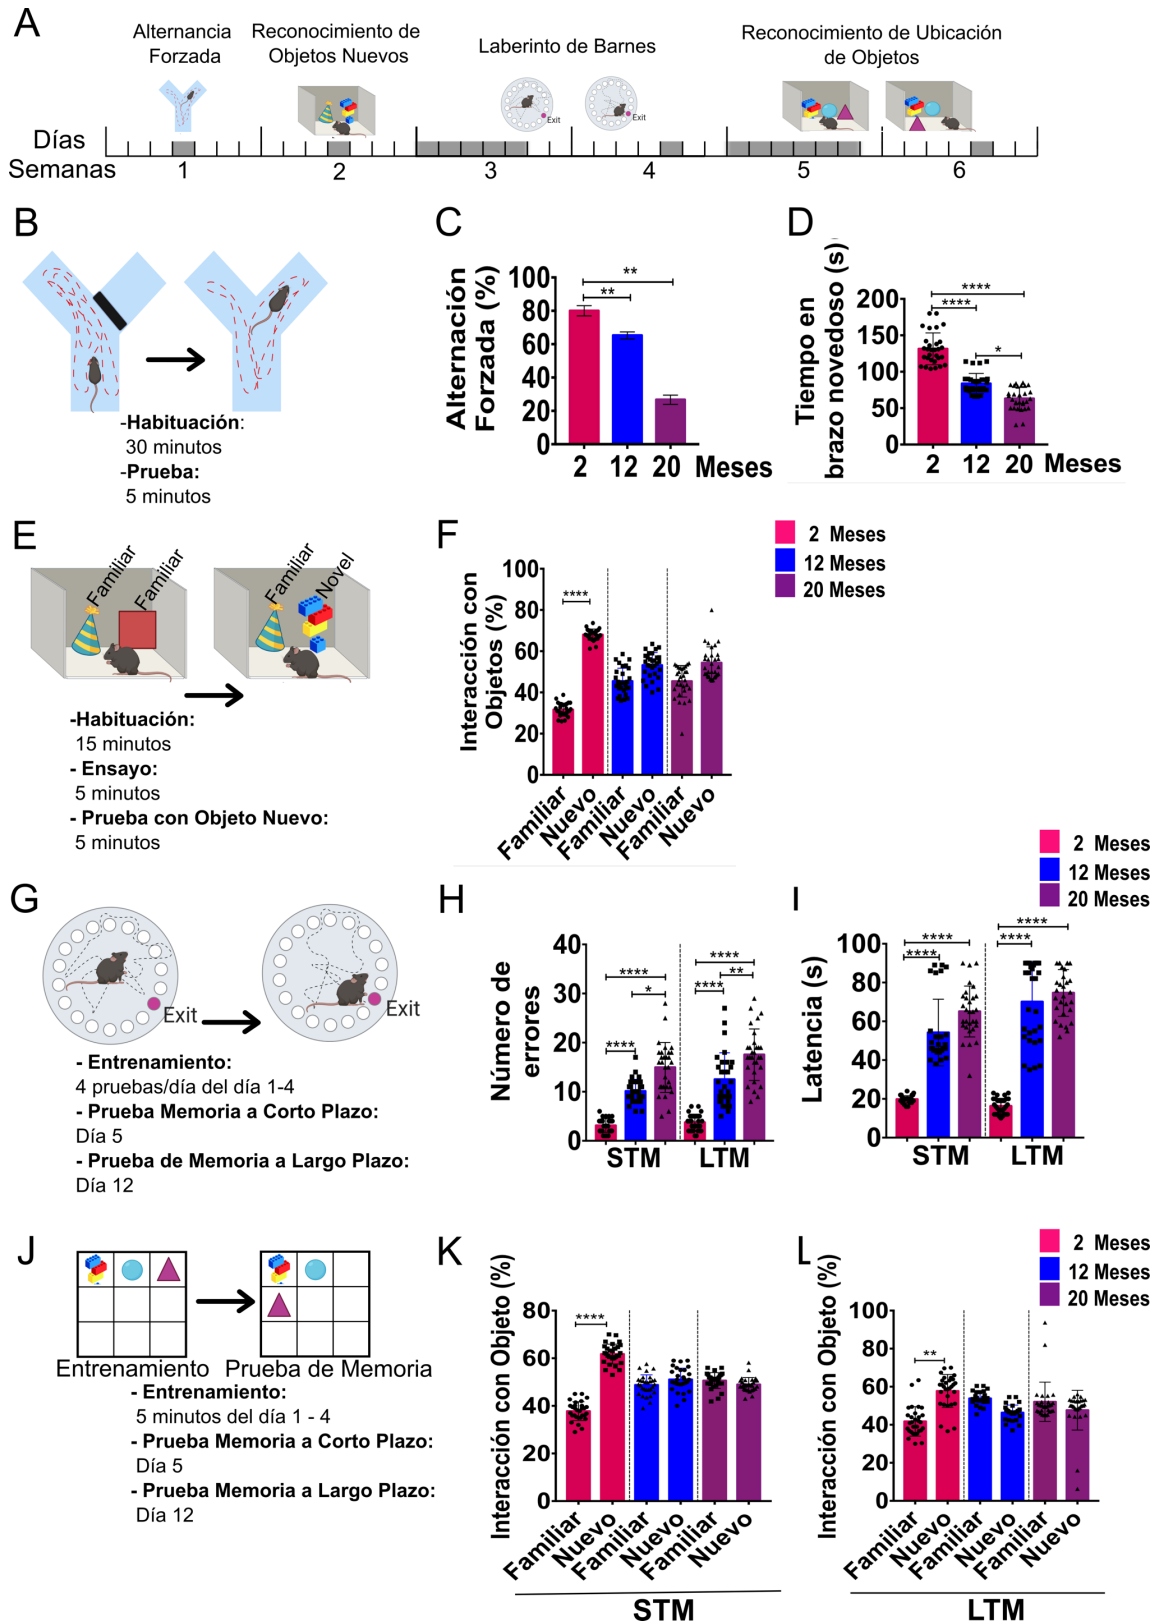 A
Alternancia
Forzada
Reconocimiento de
Objetos Nuevos
Laberinto de Barnes
Reconocimiento de Ubicación
de Objetos
Exit
Exit
Días
Semanas
1
2
3
4
5
6
B
-Habituación:
30 minutos
-Prueba:
5 minutos
C
Alternación
Forzada (%)
100
80
60
40
20
0
**
**
2 12 20 Meses
D
Tiempo en
brazo novedoso (s)
200
150
100
50
0
****
****
*
2 12 20 Meses
E
Familiar
Familiar
Familiar
Novel
-Habituación:
15 minutos
- Ensayo:
5 minutos
- Prueba con Objeto Nuevo:
5 minutos
F
2 Meses
12 Meses
20 Meses
Interacción con
Objetos (%)
100
80
60
40
20
0
****
Familiar
Nuevo
Familiar
Nuevo
Familiar
Nuevo
G
Exit
Exit
- Entrenamiento:
4 pruebas/día del día 1-4
- Prueba Memoria a Corto Plazo:
Día 5
- Prueba de Memoria a Largo Plazo:
Día 12
2 Meses
12 Meses
20 Meses
H
Número de
errores
40
30
20
10
0
****
*
****
****
**
****
STM LTM
I
Latencia (s)
100
80
60
40
20
0
****
****
****
****
STM LTM
J
Entrenamiento
Prueba de Memoria
- Entrenamiento:
5 minutos del día 1 - 4
- Prueba Memoria a Corto Plazo:
Día 5
- Prueba Memoria a Largo Plazo:
Día 12
K
Interacción con Objeto (%)
80
60
40
20
0
****
Familiar
Nuevo
Familiar
Nuevo
Familiar
Nuevo
STM
L
2 Meses
12 Meses
20 Meses
Interacción con Objeto (%)
100
80
60
40
20
0
**
Familiar
Nuevo
Familiar
Nuevo
Familiar
Nuevo
LTM